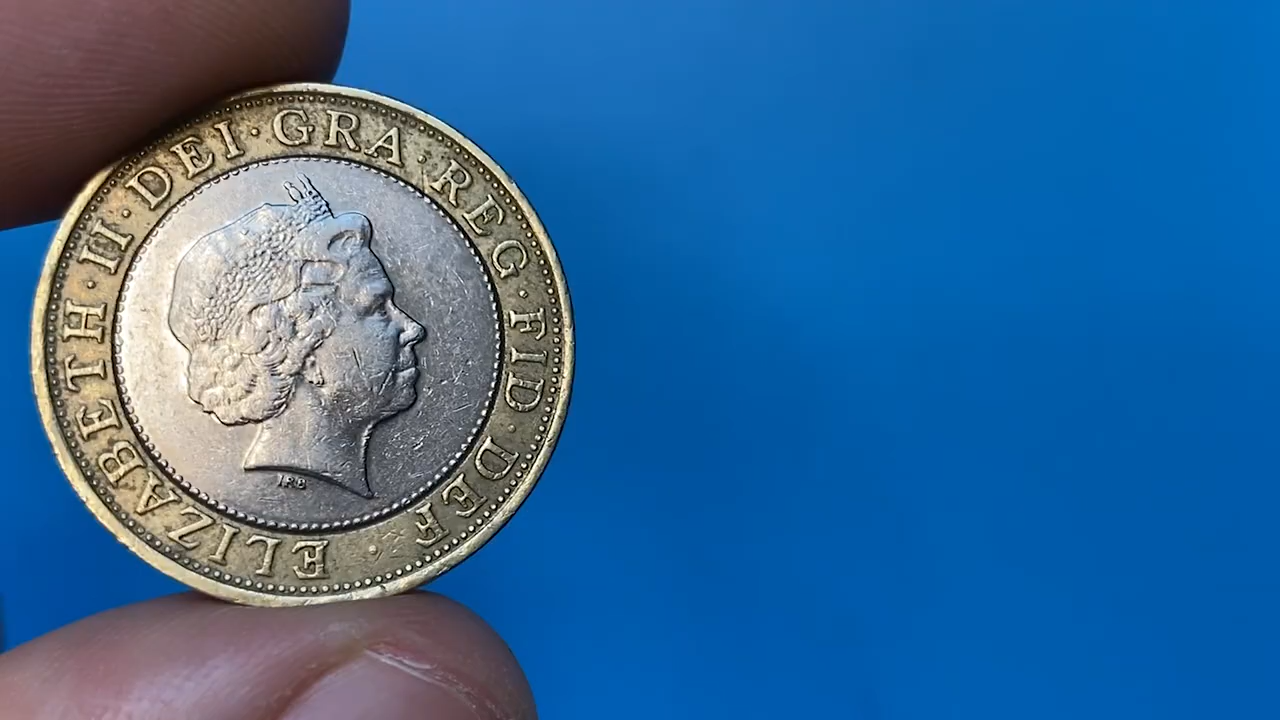 ELIZABETH · II · DEI · GRA · REG · FID · DEF ·
IRB